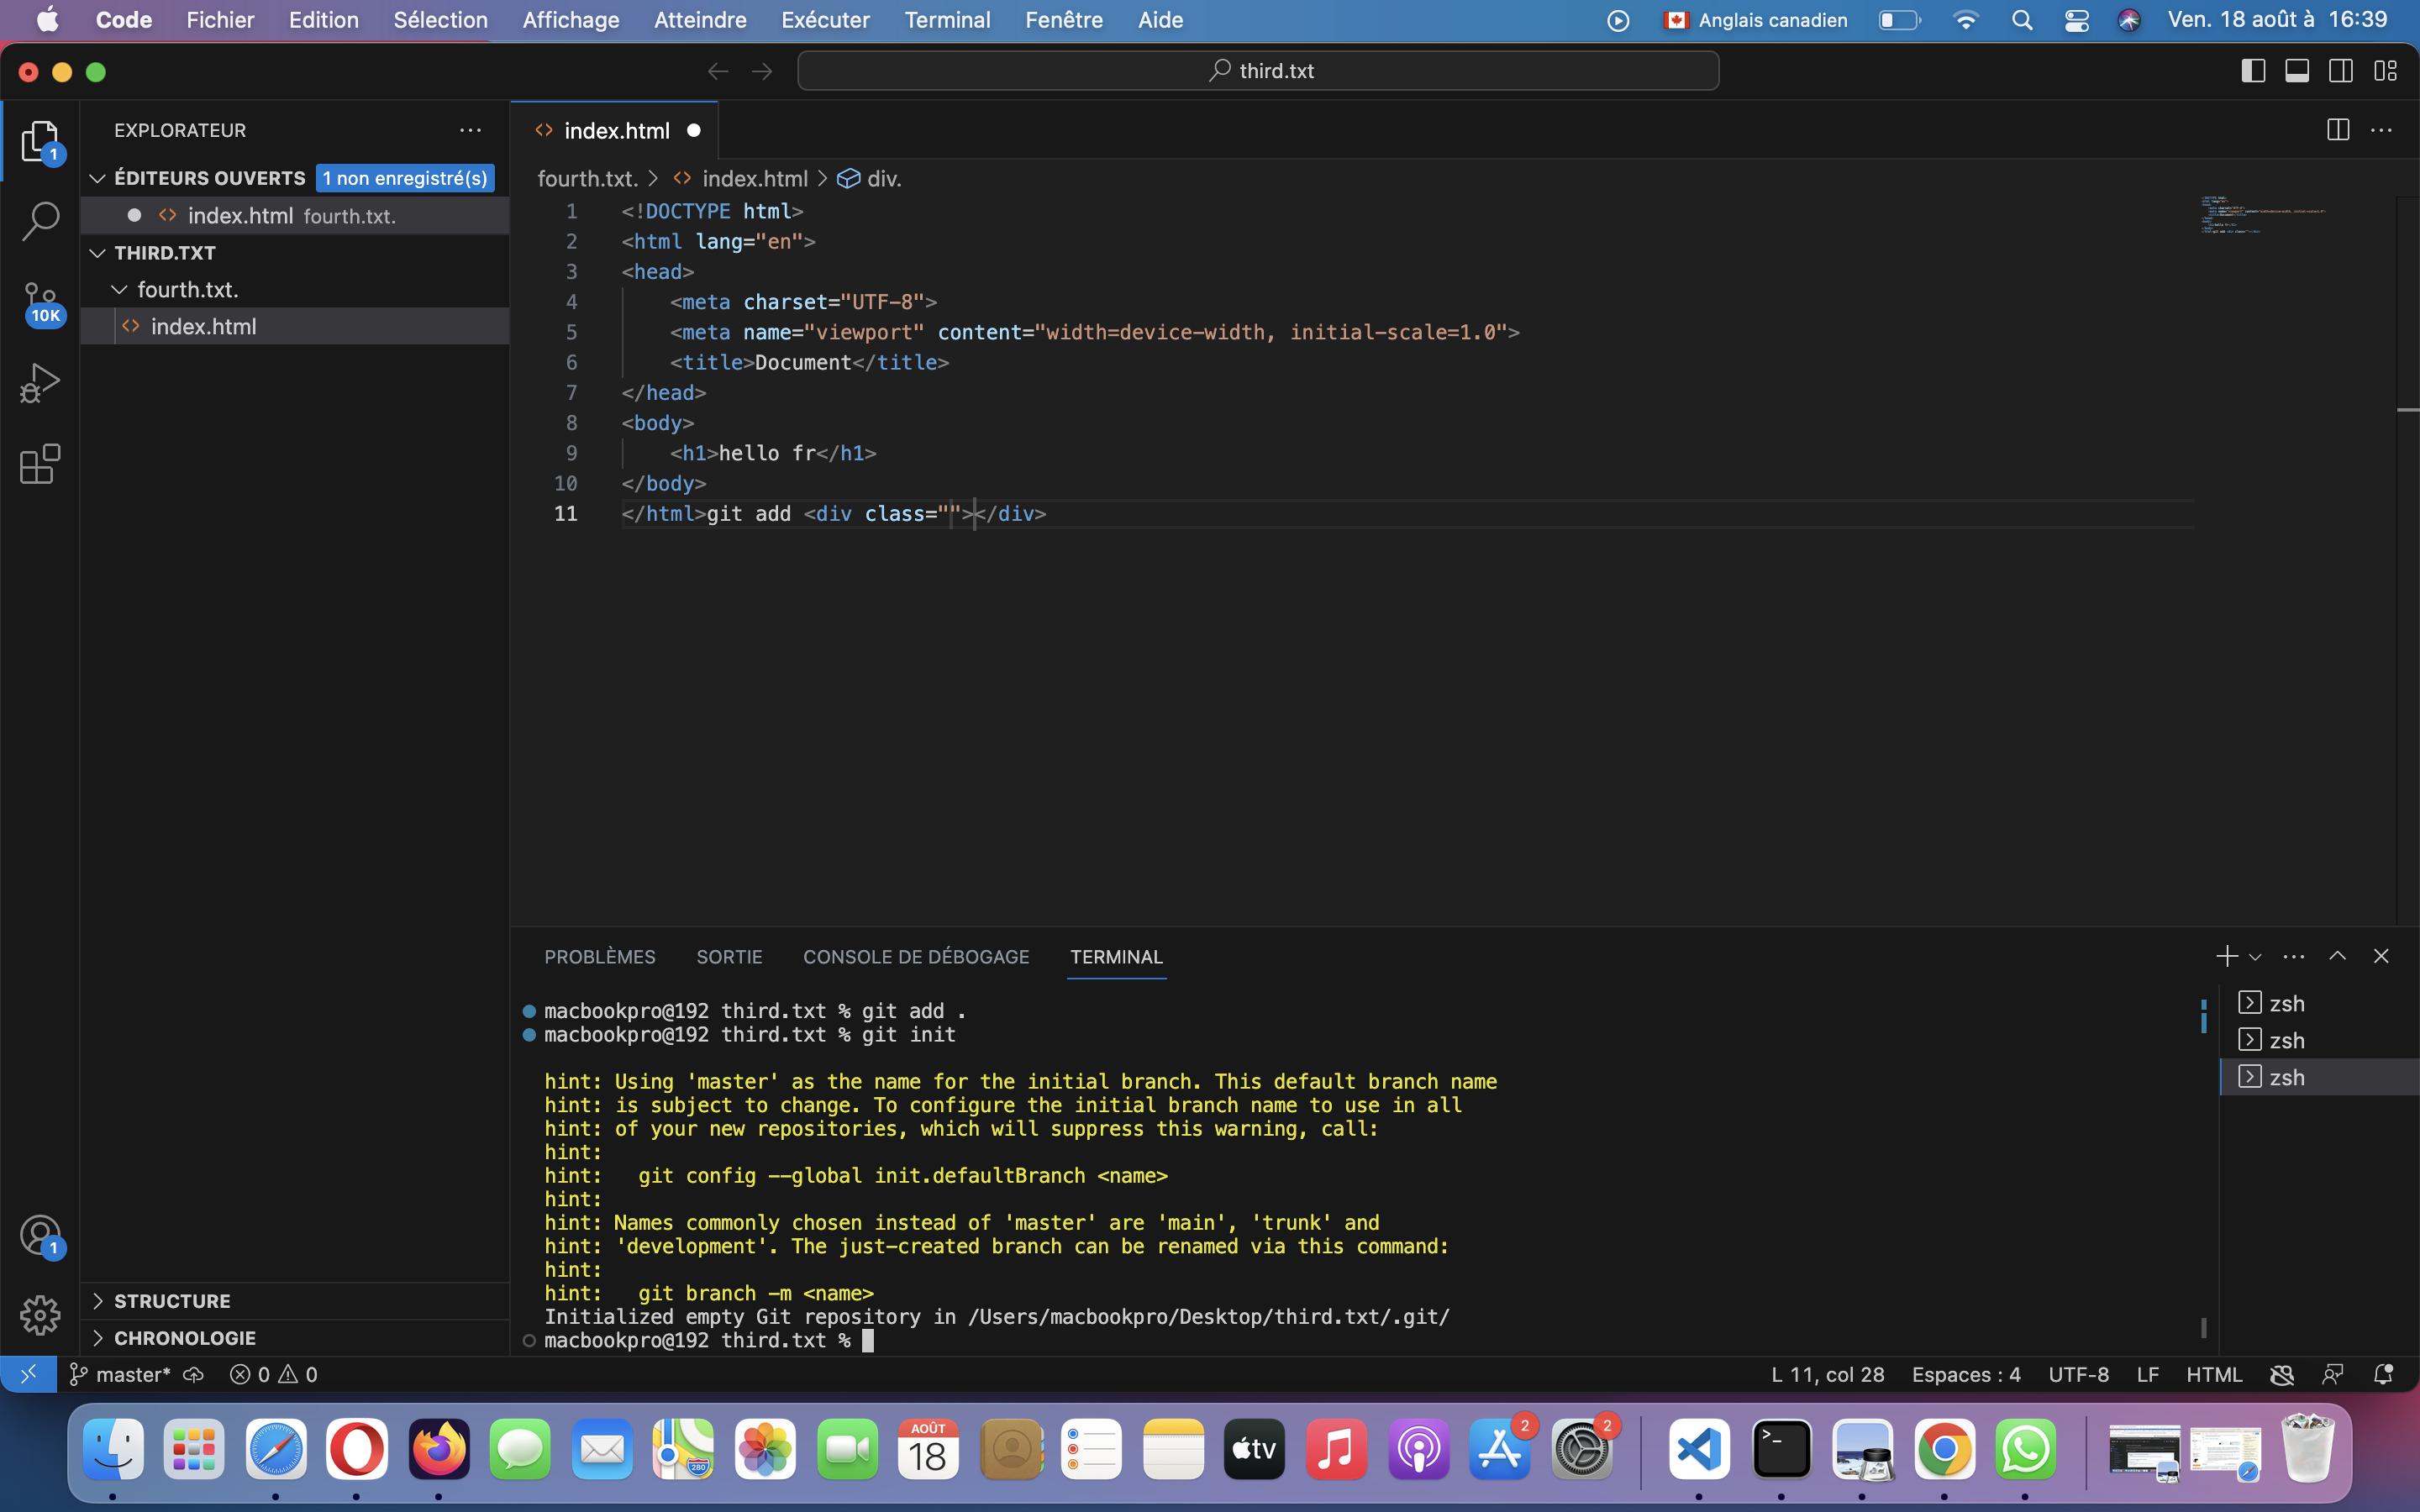 Code Fichier Edition Sélection Affichage Atteindre Exécuter Terminal Fenêtre Aide Anglais canadien Ven. 18 août à 16:39
third.txt
EXPLORATEUR
ÉDITEURS OUVERTS 1 non enregistré(s)
index.html fourth.txt.
THIRD.TXT
fourth.txt.
index.html
1
10K
index.html
fourth.txt. > index.html > div.
1 <!DOCTYPE html>
2 <html lang="en">
3 <head>
4 <meta charset="UTF-8">
5 <meta name="viewport" content="width=device-width, initial-scale=1.0">
6 <title>Document</title>
7 </head>
8 <body>
9 <h1>hello fr</h1>
10 </body>
11 </html>git add <div class=""></div>
PROBLÈMES SORTIE CONSOLE DE DÉBOGAGE TERMINAL
macbookpro@192 third.txt % git add .
macbookpro@192 third.txt % git init
hint: Using 'master' as the name for the initial branch. This default branch name
hint: is subject to change. To configure the initial branch name to use in all
hint: of your new repositories, which will suppress this warning, call:
hint:
hint: git config --global init.defaultBranch <name>
hint:
hint: Names commonly chosen instead of 'master' are 'main', 'trunk' and
hint: 'development'. The just-created branch can be renamed via this command:
hint:
hint: git branch -m <name>
Initialized empty Git repository in /Users/macbookpro/Desktop/third.txt/.git/
macbookpro@192 third.txt %
zsh
zsh
zsh
1
STRUCTURE
CHRONOLOGIE
master* 0 0 L 11, col 28 Espaces : 4 UTF-8 LF HTML
280
AOÛT
18
tv
2
2
>_